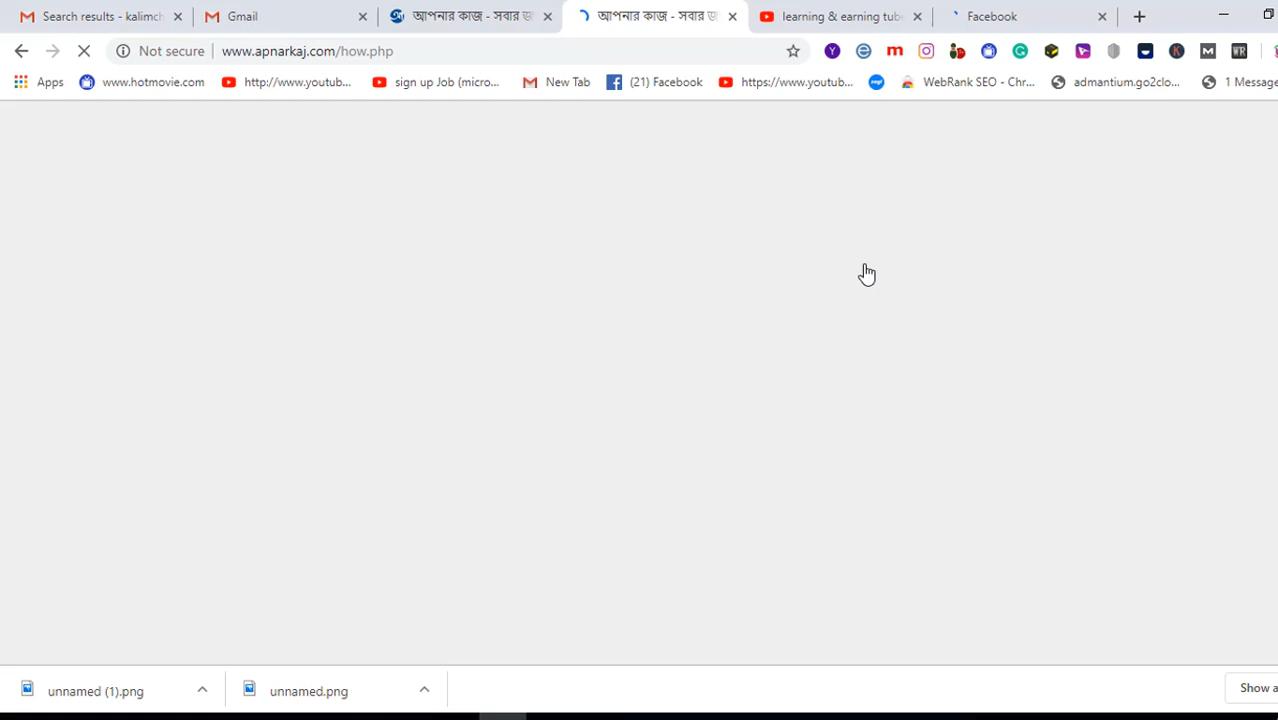 Search results - kalimch
Gmail
আপনার কাজ - সবার জ
আপনার কাজ - সবার জ
learning & earning tub
Facebook
Not secure
www.apnarkaj.com/how.php
Apps
www.hotmovie.com
http://www.youtub...
sign up Job (micro...
New Tab
(21) Facebook
https://www.youtub...
WebRank SEO - Chr...
admantium.go2clo...
1 Message
unnamed (1).png
unnamed.png
Show a